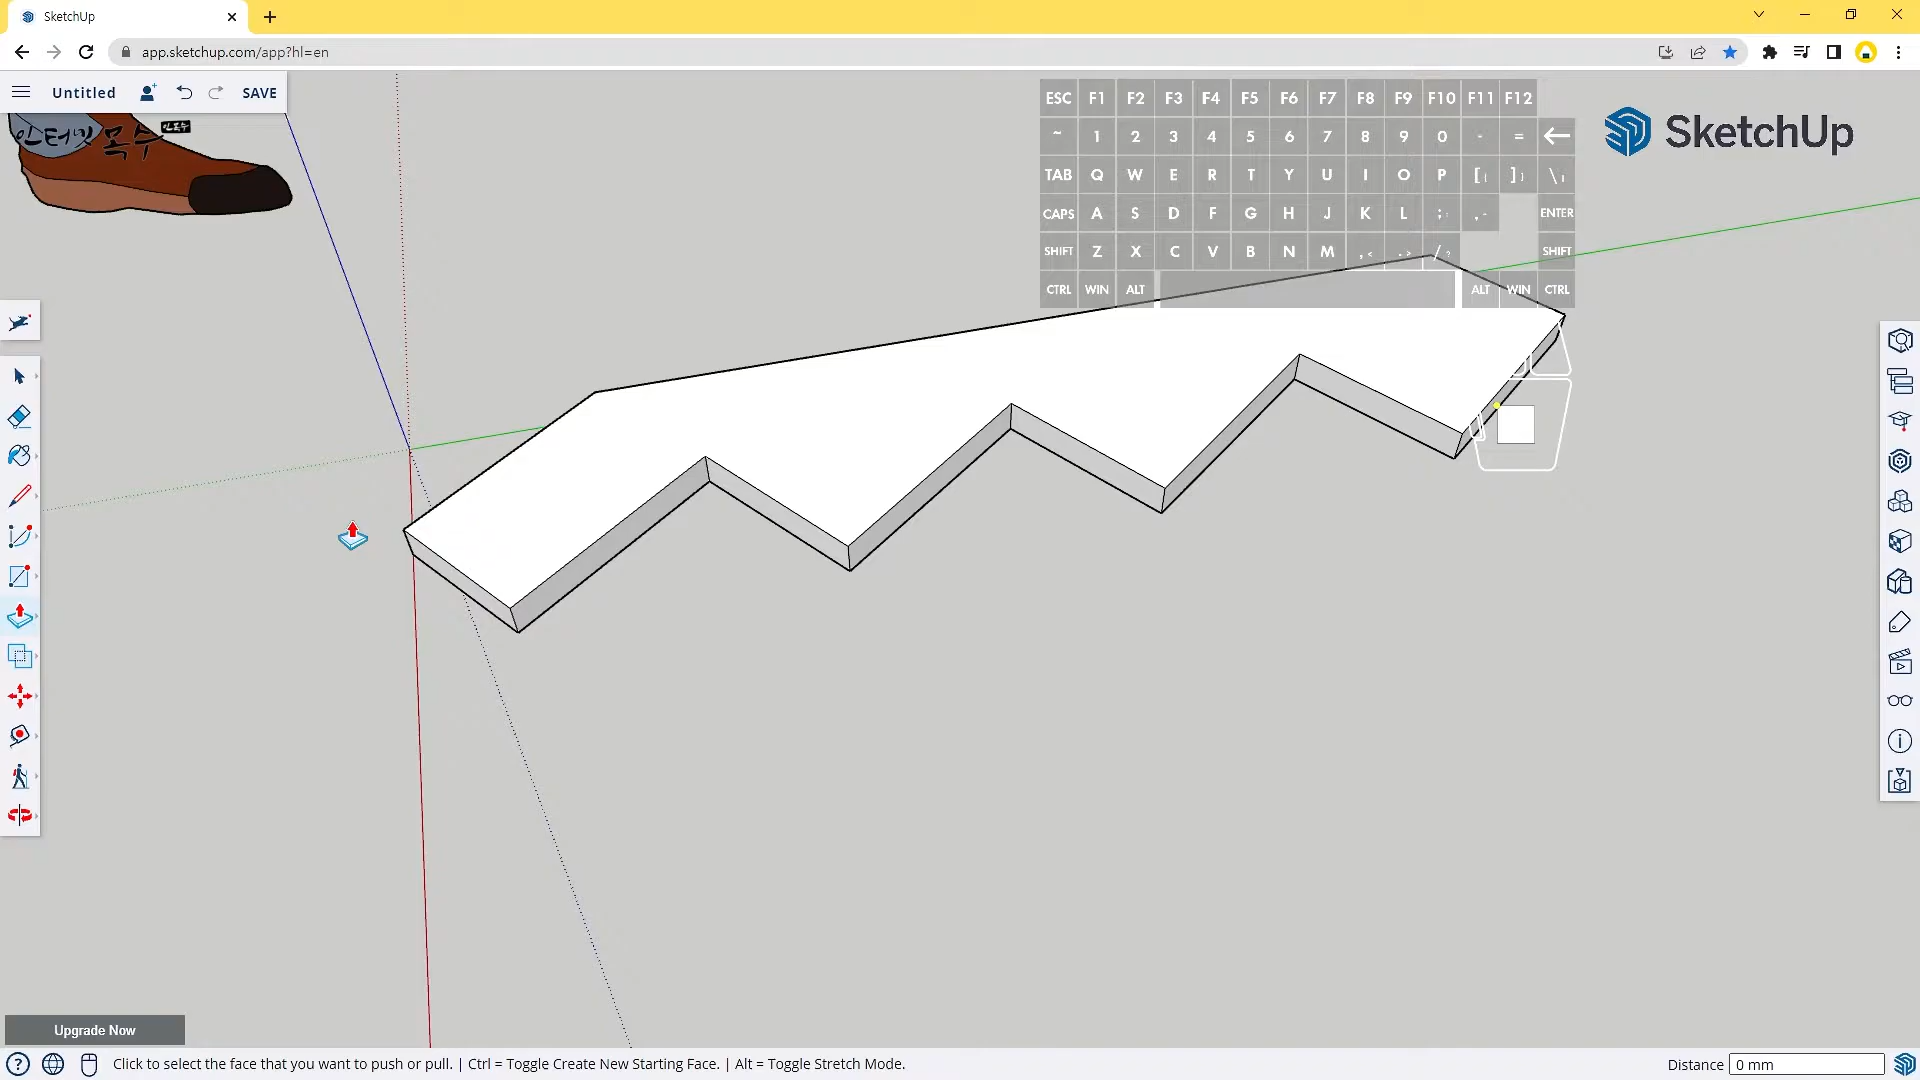 SketchUp
app.sketchup.com/app?hl=en
Untitled
SAVE
안터넷 목수
ESC F1 F2 F3 F4 F5 F6 F7 F8 F9 F10 F11 F12
~ 1 2 3 4 5 6 7 8 9 0 - =
TAB Q W E R T Y U I O P [ ] \
CAPS A S D F G H J K L ; ENTER
SHIFT Z X C V B N M , < . > / ? SHIFT
CTRL WIN ALT ALT WIN CTRL
SketchUp
Upgrade Now
Click to select the face that you want to push or pull. | Ctrl = Toggle Create New Starting Face. | Alt = Toggle Stretch Mode.
Distance 0 mm